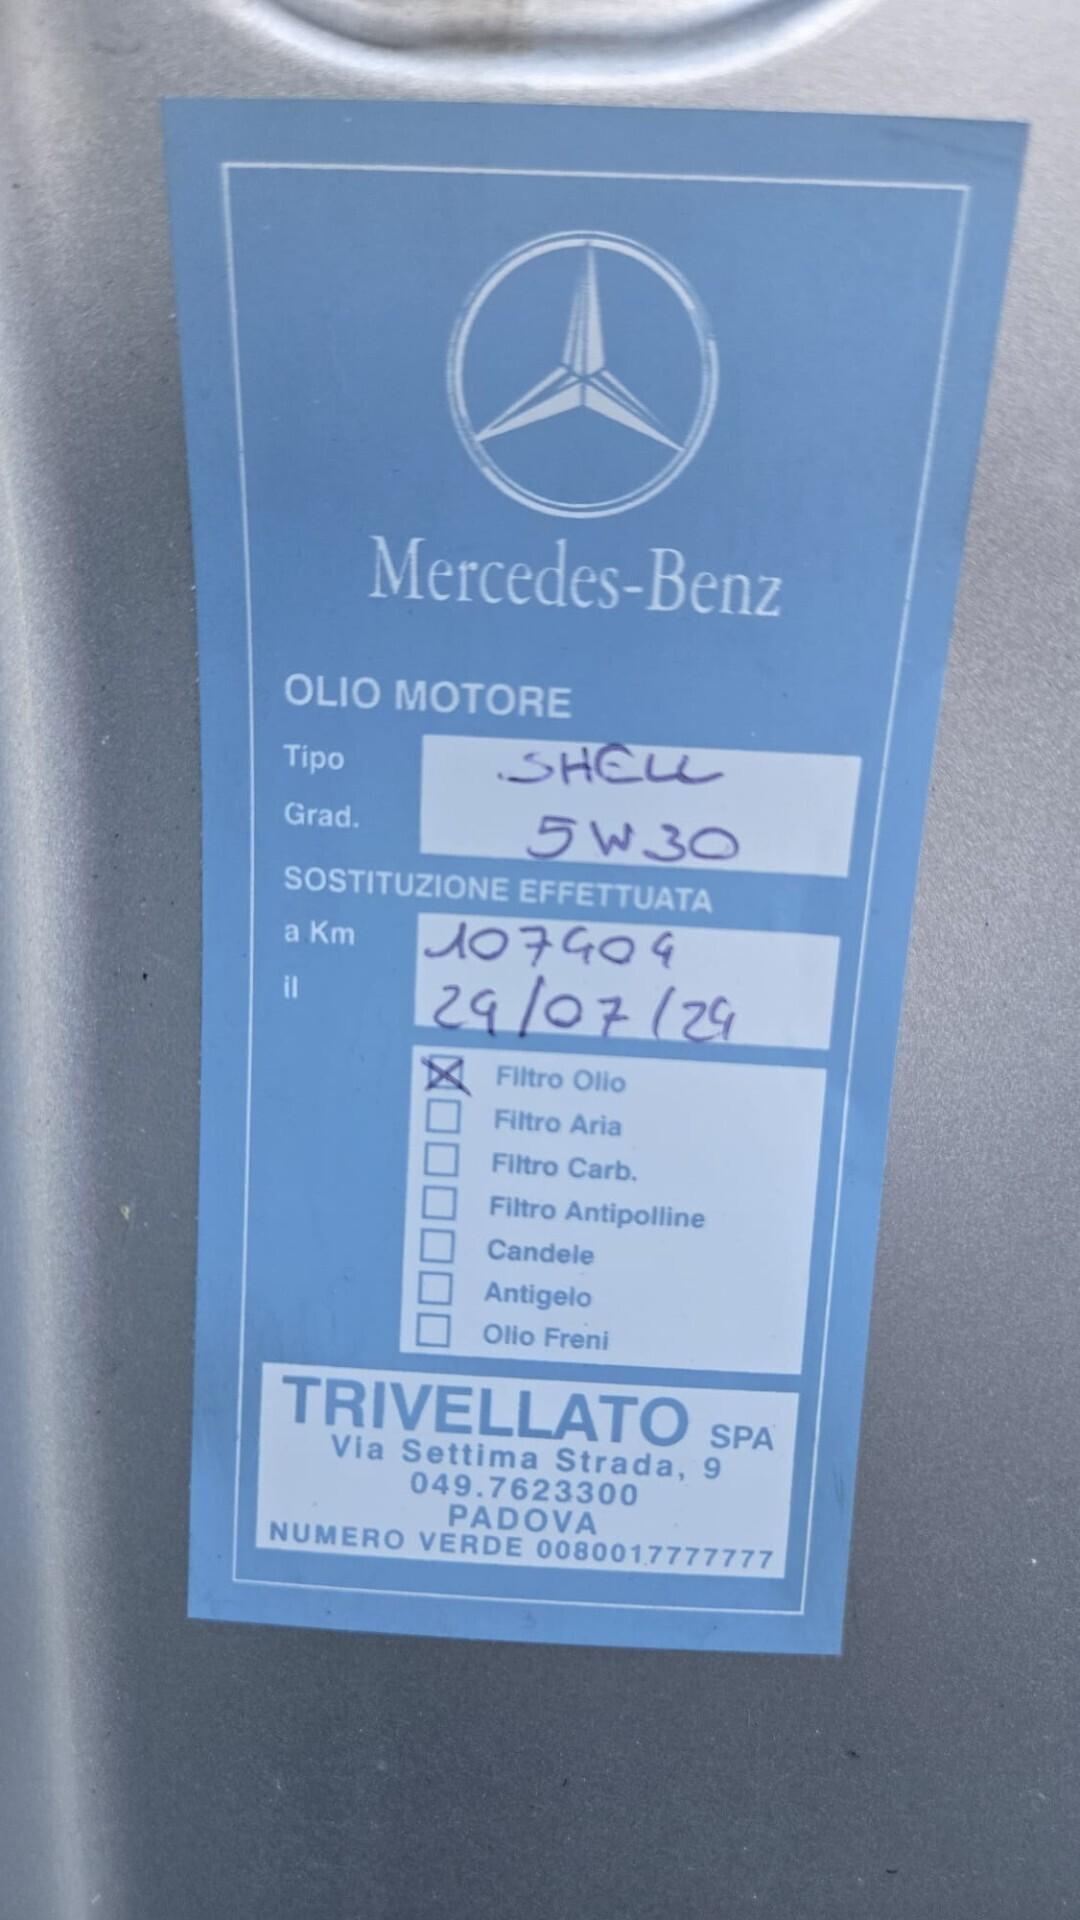 Mercedes-Benz
OLIO MOTORE
Tipo SHELL
Grad. 5W30
SOSTITUZIONE EFFETTUATA
a Km 107404
il 24/07/24
Filtro Olio
Filtro Aria
Filtro Carb.
Filtro Antipolline
Candele
Antigelo
Olio Freni
TRIVELLATO SPA
Via Settima Strada, 9
049.7623300
PADOVA
NUMERO VERDE 0080017777777